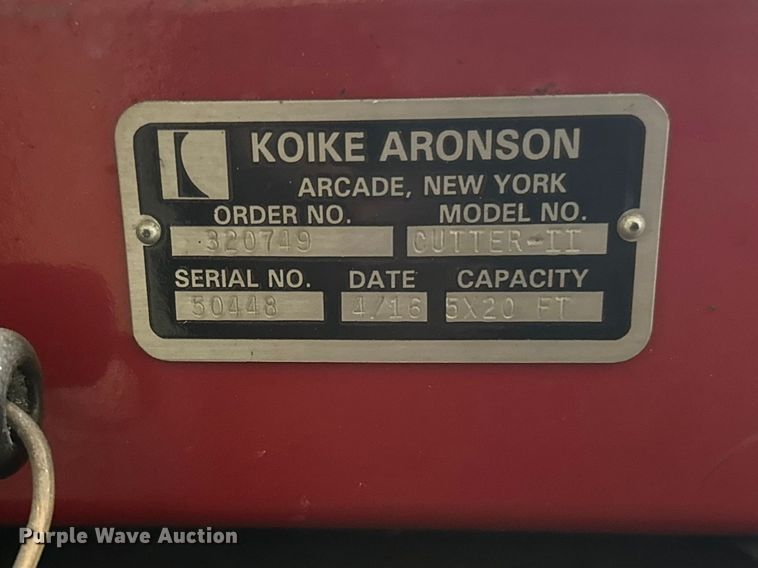 KOIKE ARONSON
ARCADE, NEW YORK
ORDER NO. MODEL NO.
320749 CUTTER-II
SERIAL NO. DATE CAPACITY
50448 4/16 5X20 FT
Purple Wave Auction